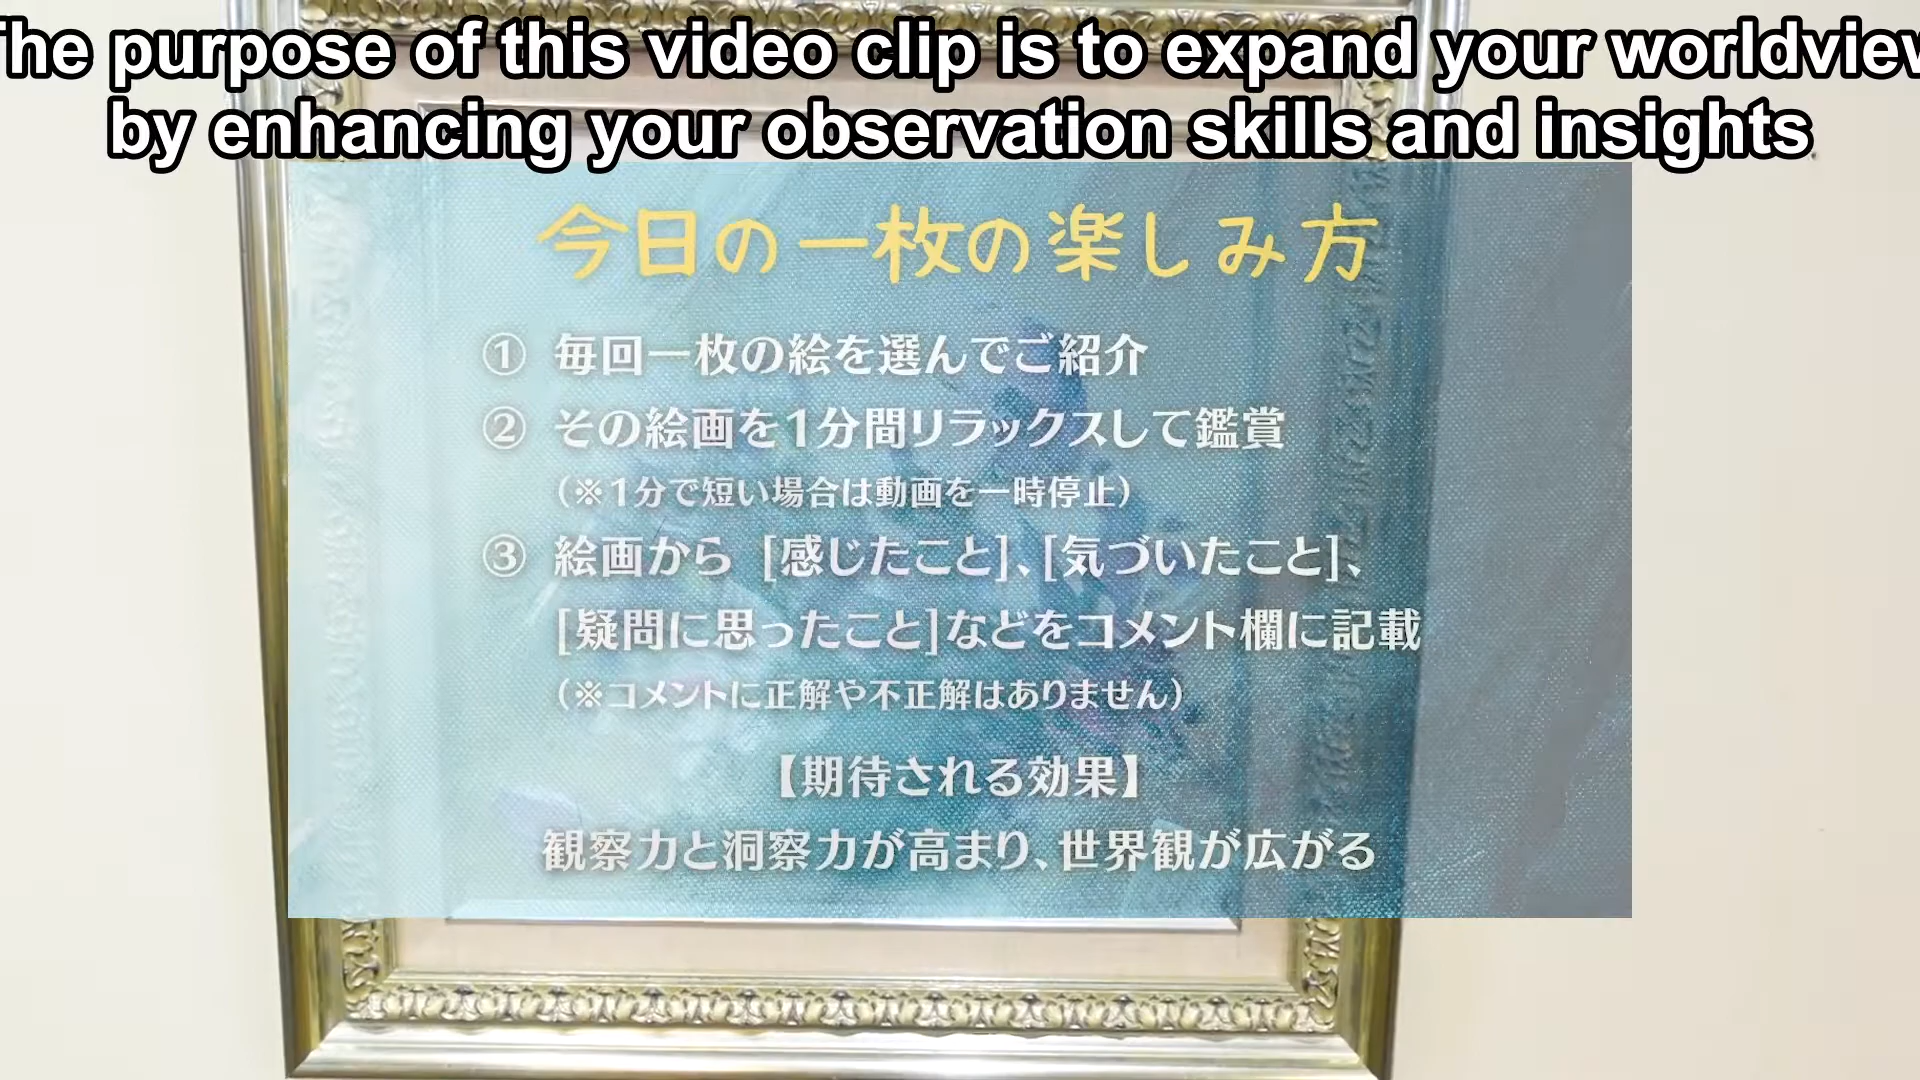 The purpose of this video clip is to expand your worldview
by enhancing your observation skills and insights
今日の一枚の楽しみ方
① 毎回一枚の絵を選んでご紹介
② その絵画を1分間リラックスして鑑賞
（※1分で短い場合は動画を一時停止）
③ 絵画から [感じたこと]、[気づいたこと]、
[疑問に思ったこと]などをコメント欄に記載
（※コメントに正解や不正解はありません）
【期待される効果】
観察力と洞察力が高まり、世界観が広がる